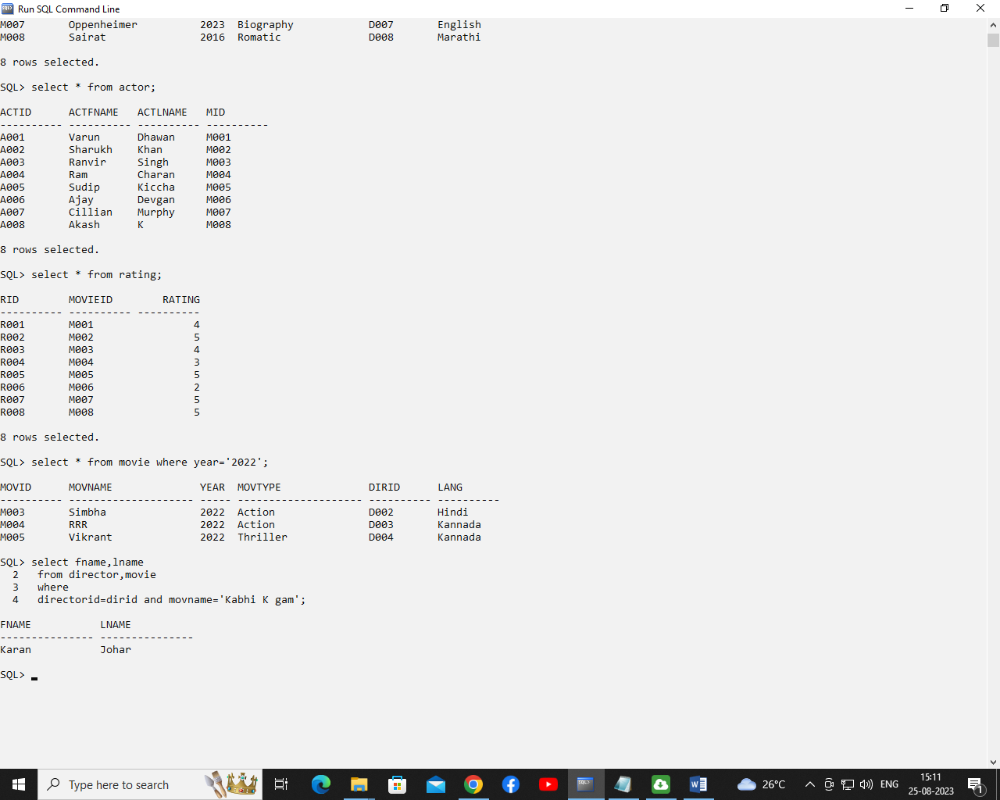 Run SQL Command Line
M007       Oppenheimer          2023  Biography            D007       English
M008       Sairat               2016  Romatic              D008       Marathi
8 rows selected.
SQL> select * from actor;
ACTID      ACTFNAME   ACTLNAME   MID
---------- ---------- ---------- ----------
A001       Varun      Dhawan     M001
A002       Sharukh    Khan       M002
A003       Ranvir     Singh      M003
A004       Ram        Charan     M004
A005       Sudip      Kiccha     M005
A006       Ajay       Devgan     M006
A007       Cillian    Murphy     M007
A008       Akash      K          M008
8 rows selected.
SQL> select * from rating;
RID        MOVIEID        RATING
---------- ---------- ----------
R001       M001                4
R002       M002                5
R003       M003                4
R004       M004                3
R005       M005                5
R006       M006                2
R007       M007                5
R008       M008                5
8 rows selected.
SQL> select * from movie where year='2022';
MOVID      MOVNAME              YEAR  MOVTYPE              DIRID      LANG
---------- -------------------- ----- -------------------- ---------- ----------
M003       Simbha               2022  Action               D002       Hindi
M004       RRR                  2022  Action               D003       Kannada
M005       Vikrant              2022  Thriller             D004       Kannada
SQL> select fname,lname
  2   from director,movie
  3   where
  4   directorid=dirid and movname='Kabhi K gam';
FNAME           LNAME
--------------- ---------------
Karan           Johar
SQL>
Type here to search
26°C
ENG
15:11
25-08-2023
1